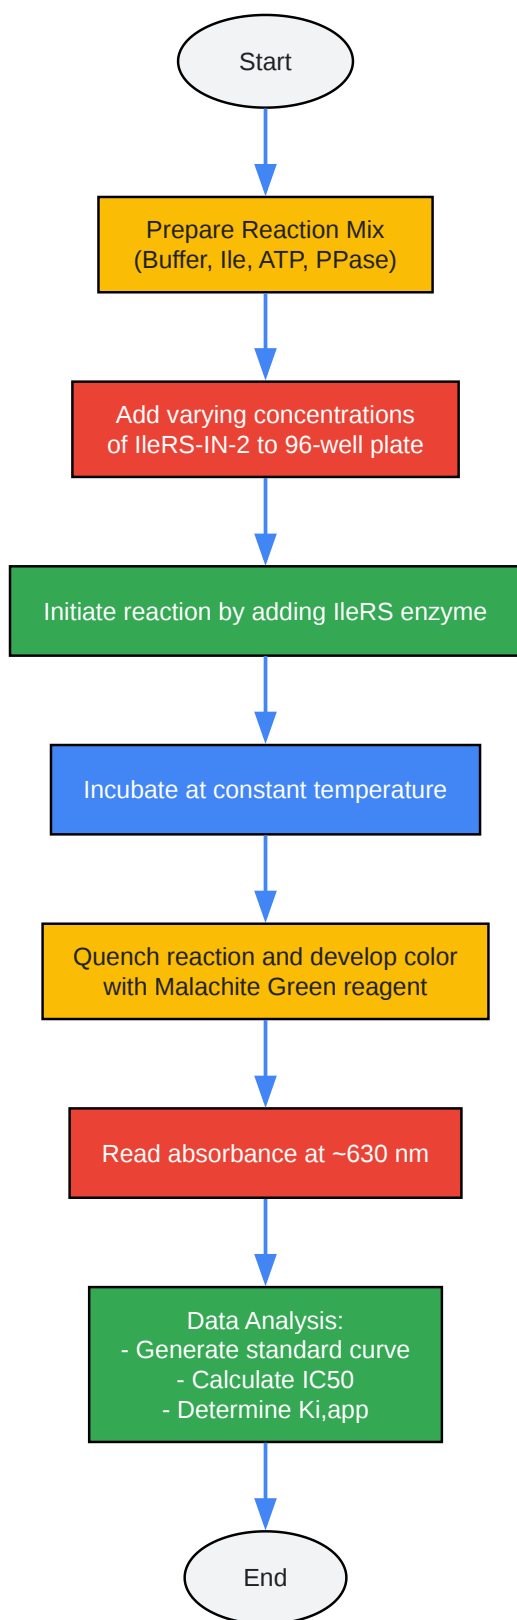 Start
Prepare Reaction Mix
(Buffer, Ile, ATP, PPase)
Add varying concentrations
of IleRS-IN-2 to 96-well plate
Initiate reaction by adding IleRS enzyme
Incubate at constant temperature
Quench reaction and develop color
with Malachite Green reagent
Read absorbance at ~630 nm
Data Analysis:
- Generate standard curve
- Calculate IC50
- Determine Ki,app
End